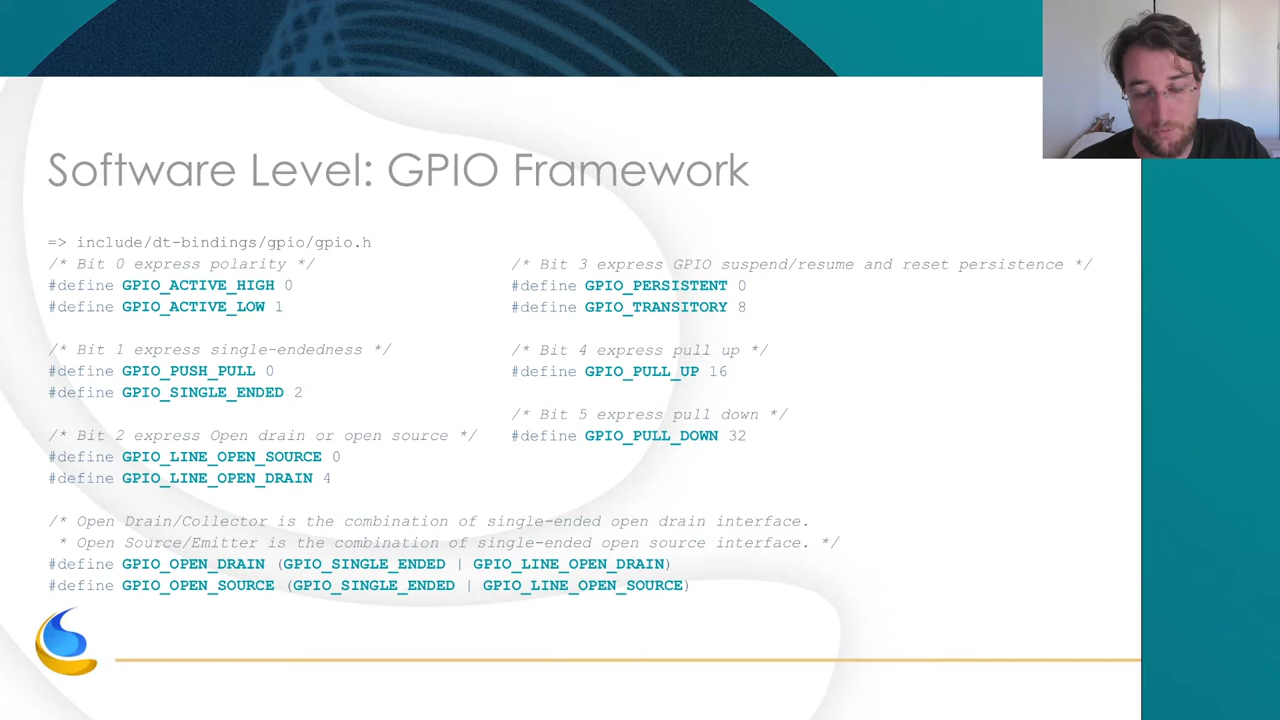 Software Level: GPIO Framework
=> include/dt-bindings/gpio/gpio.h
/* Bit 0 express polarity */
#define GPIO_ACTIVE_HIGH 0
#define GPIO_ACTIVE_LOW 1
/* Bit 1 express single-endedness */
#define GPIO_PUSH_PULL 0
#define GPIO_SINGLE_ENDED 2
/* Bit 2 express Open drain or open source */
#define GPIO_LINE_OPEN_SOURCE 0
#define GPIO_LINE_OPEN_DRAIN 4
/* Bit 3 express GPIO suspend/resume and reset persistence */
#define GPIO_PERSISTENT 0
#define GPIO_TRANSITORY 8
/* Bit 4 express pull up */
#define GPIO_PULL_UP 16
/* Bit 5 express pull down */
#define GPIO_PULL_DOWN 32
/* Open Drain/Collector is the combination of single-ended open drain interface.
* Open Source/Emitter is the combination of single-ended open source interface. */
#define GPIO_OPEN_DRAIN (GPIO_SINGLE_ENDED | GPIO_LINE_OPEN_DRAIN)
#define GPIO_OPEN_SOURCE (GPIO_SINGLE_ENDED | GPIO_LINE_OPEN_SOURCE)